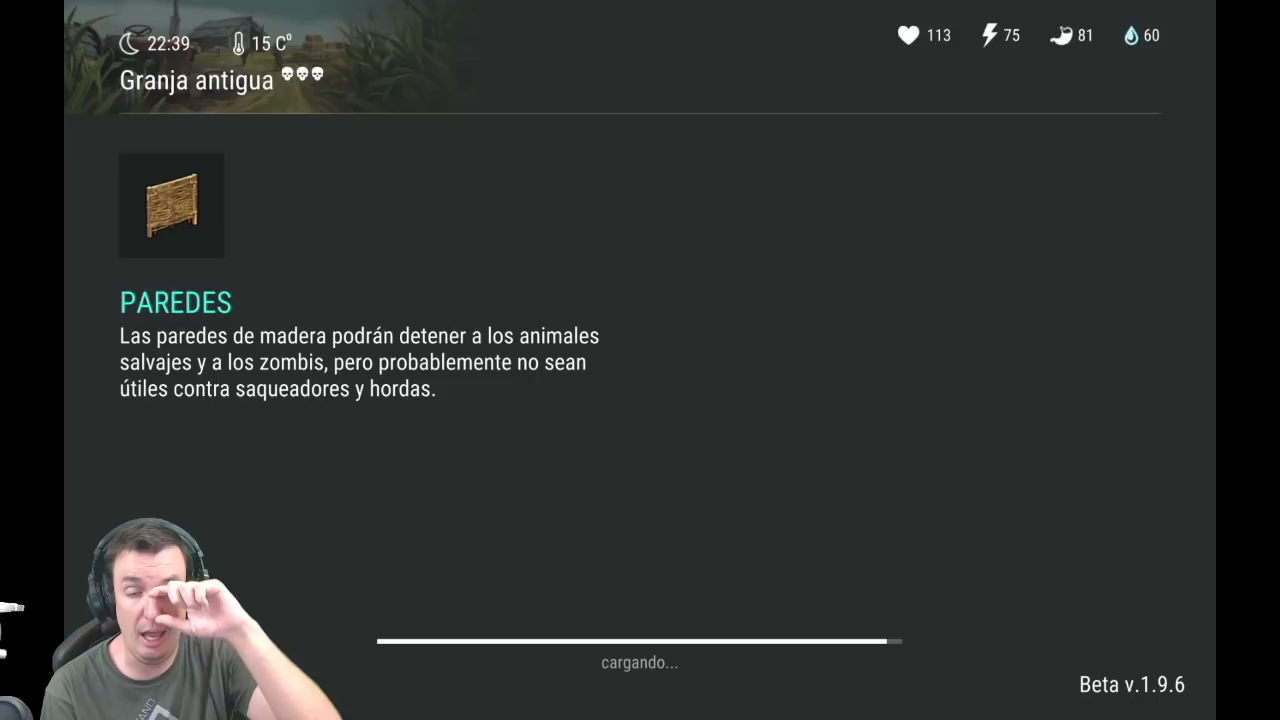 22:39 15 Cº
113 75 81 60
Granja antigua
PAREDES
Las paredes de madera podrán detener a los animales
salvajes y a los zombis, pero probablemente no sean
útiles contra saqueadores y hordas.
cargando...
Beta v.1.9.6